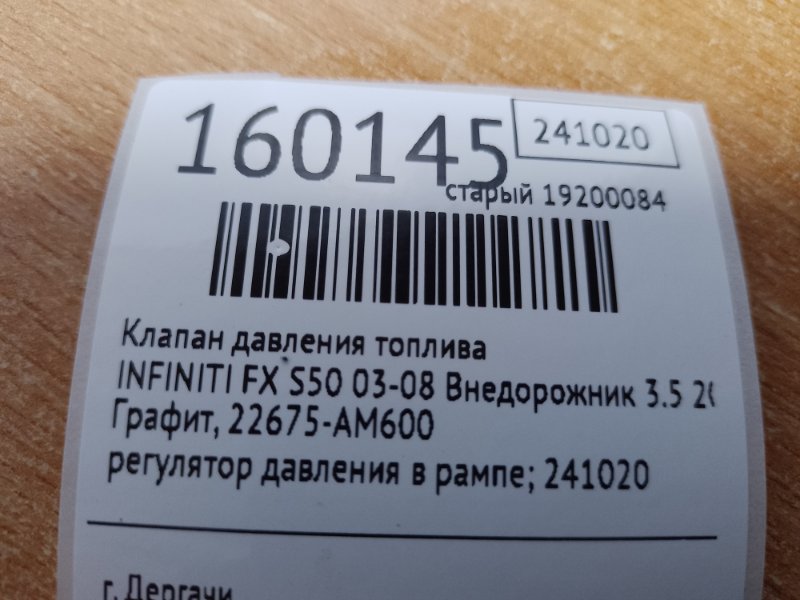 160145
241020
старый 19200084
Клапан давления топлива
INFINITI FX S50 03-08 Внедорожник 3.5
Графит, 22675-AM600
регулятор давления в рампе; 241020
г. Дергачи